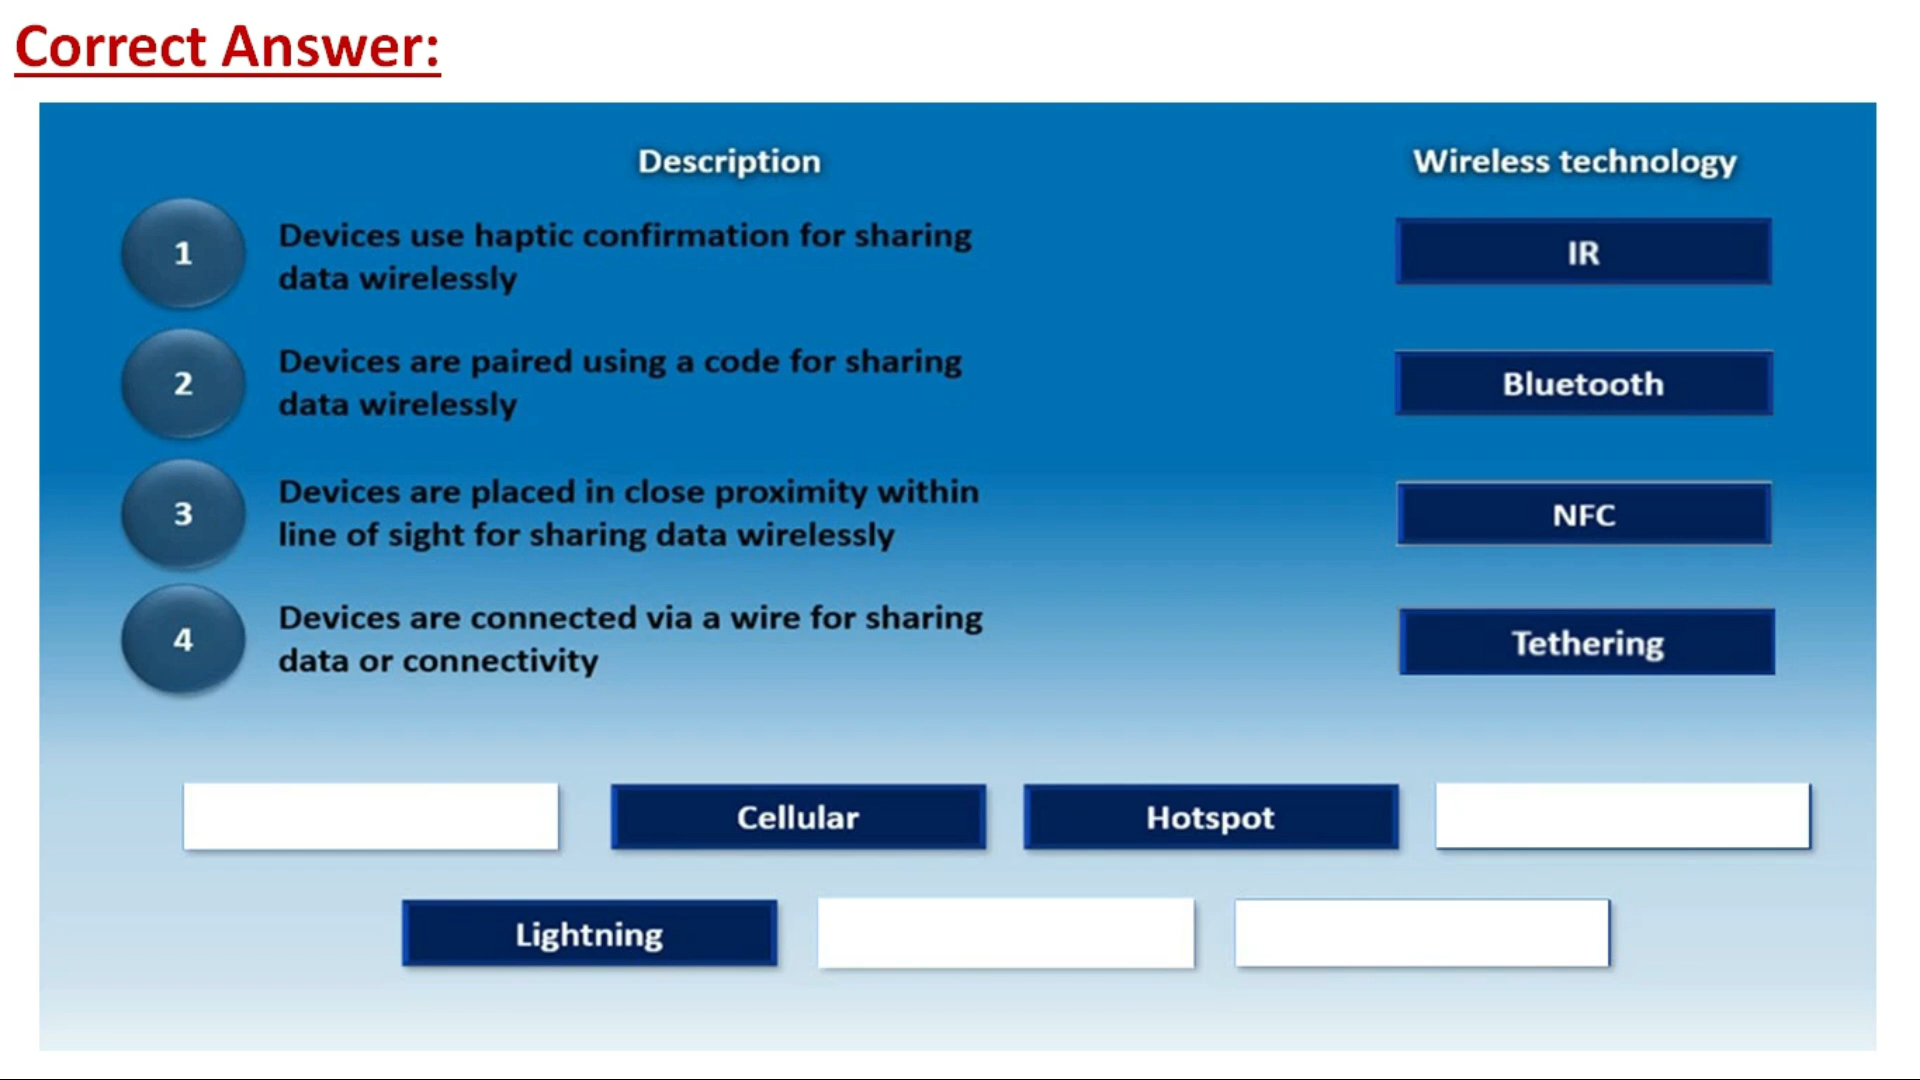 Correct Answer:
Description
Wireless technology
1
Devices use haptic confirmation for sharing
data wirelessly
IR
2
Devices are paired using a code for sharing
data wirelessly
Bluetooth
3
Devices are placed in close proximity within
line of sight for sharing data wirelessly
NFC
4
Devices are connected via a wire for sharing
data or connectivity
Tethering
Cellular
Hotspot
Lightning